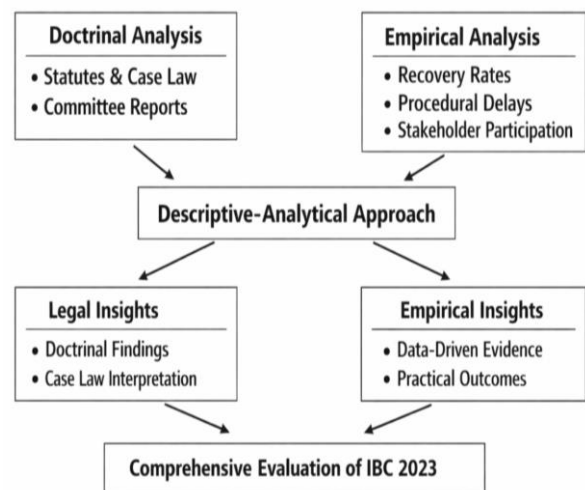 Doctrinal Analysis
• Statutes & Case Law
• Committee Reports
Empirical Analysis
• Recovery Rates
• Procedural Delays
• Stakeholder Participation
Descriptive-Analytical Approach
Legal Insights
• Doctrinal Findings
• Case Law Interpretation
Empirical Insights
• Data-Driven Evidence
• Practical Outcomes
Comprehensive Evaluation of IBC 2023